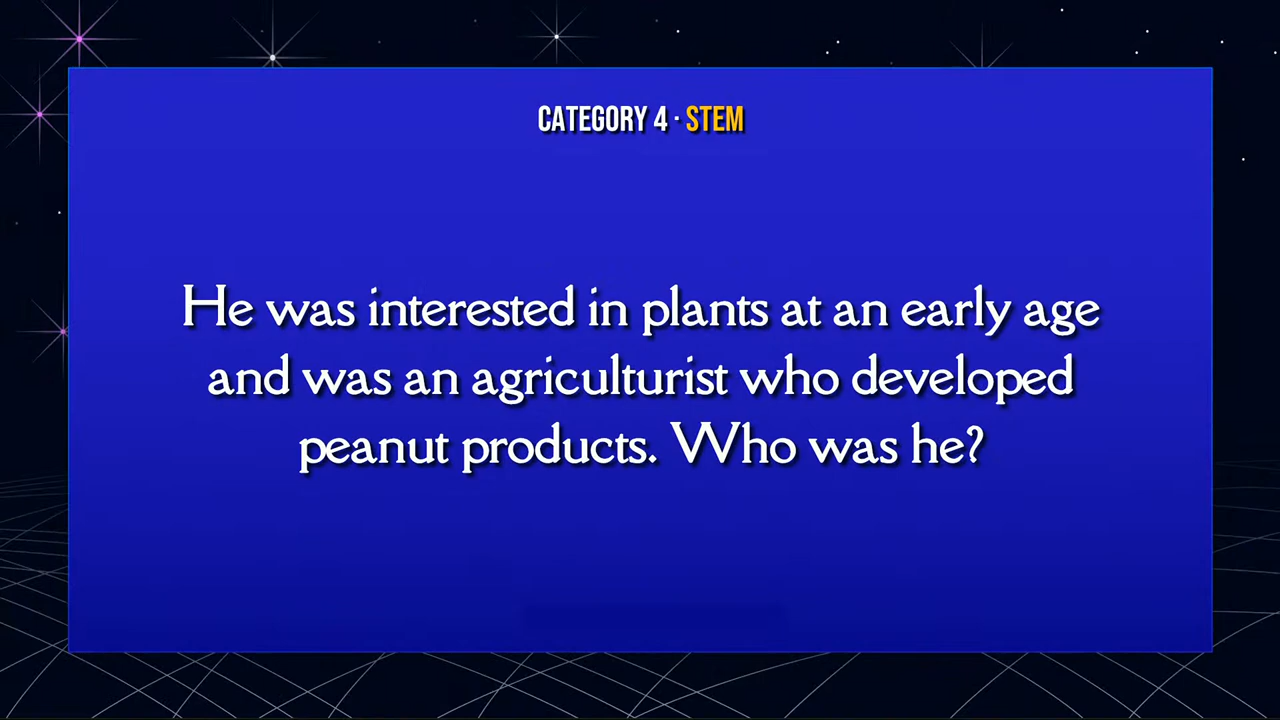 CATEGORY 4 · STEM
He was interested in plants at an early age
and was an agriculturist who developed
peanut products. Who was he?